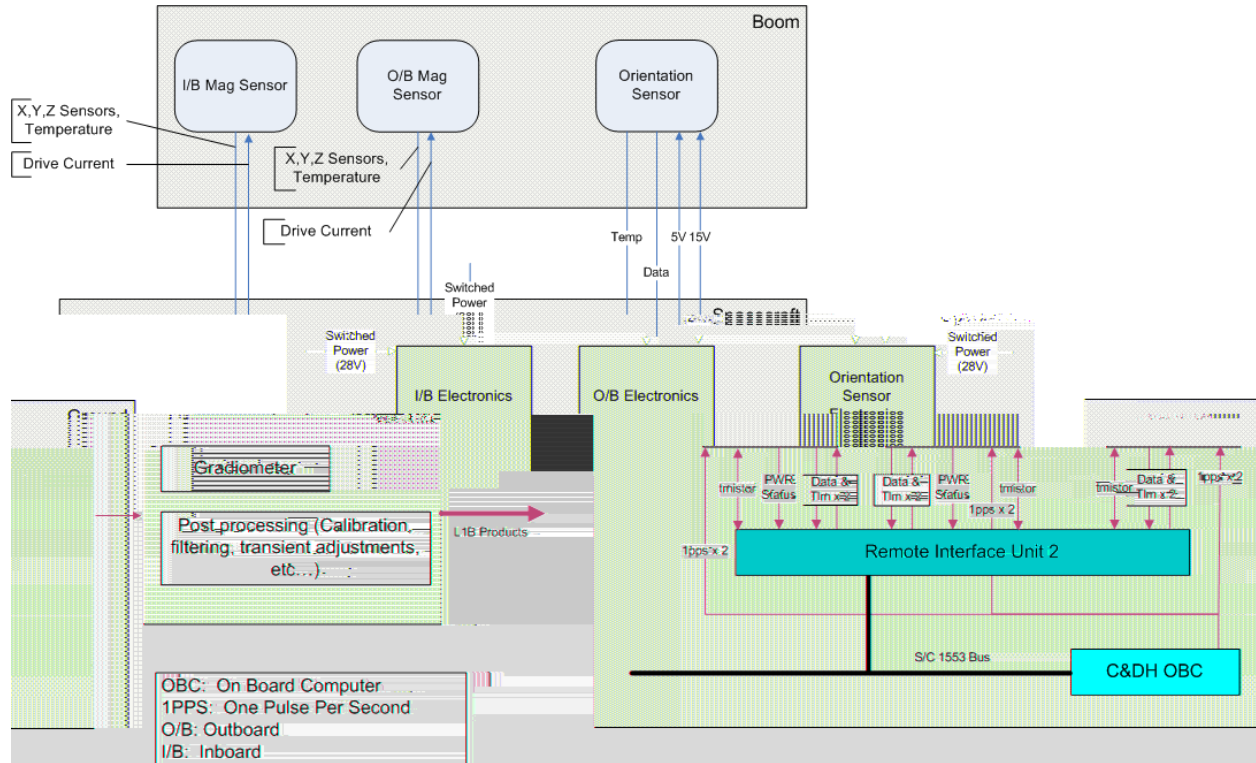 Boom
I/B Mag Sensor
O/B Mag
Sensor
Orientation
Sensor
X,Y,Z Sensors,
Temperature
Drive Current
X,Y,Z Sensors,
Temperature
Drive Current
Temp
Data
5V
15V
Switched
Power
Switched
Power
(28V)
I/B Electronics
O/B Electronics
Orientation
Sensor
Switched
Power
(28V)
Gradiometer
Post processing (Calibration,
filtering, transient adjustments,
etc...)
L1B Products
tmistor
PWR
Status
Data &
Tlm x 2
Data &
Tlm x 2
PWR
Status
1pps x 2
tmistor
tmistor
Data &
Tlm x 2
1pps x 2
1pps x 2
Remote Interface Unit 2
S/C 1553 Bus
C&DH OBC
OBC: On Board Computer
1PPS: One Pulse Per Second
O/B: Outboard
I/B: Inboard